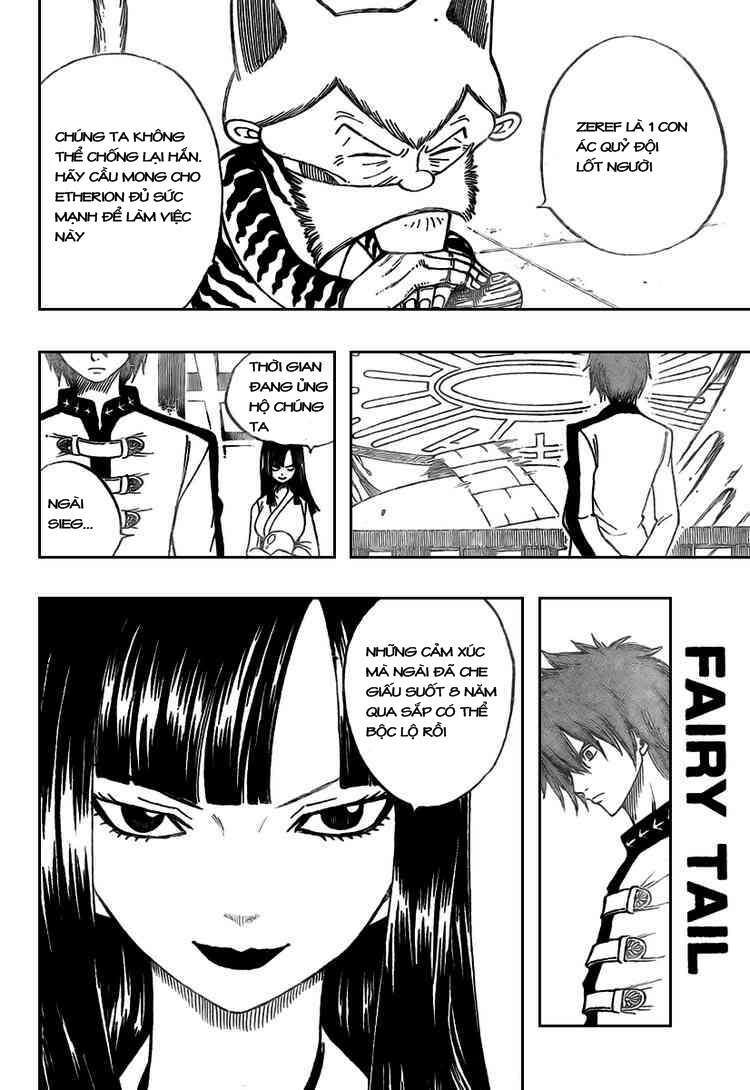 ZEREF LÀ 1 CON
ÁC QUỶ ĐỘI
LỐT NGƯỜI
CHÚNG TA KHÔNG
THỂ CHỐNG LẠI HẮN.
HÃY CẦU MONG CHO
ETHERION ĐỦ SỨC
MẠNH ĐỂ LÀM VIỆC
NÀY
THỜI GIAN
ĐANG ỦNG
HỘ CHÚNG
TA
NGÀI
SIEG...
NHỮNG CẢM XÚC
MÀ NGÀI ĐÃ CHE
GIẤU SUỐT 8 NĂM
QUA SẮP CÓ THỂ
BỘC LỘ RỒI
FAIRY TAIL